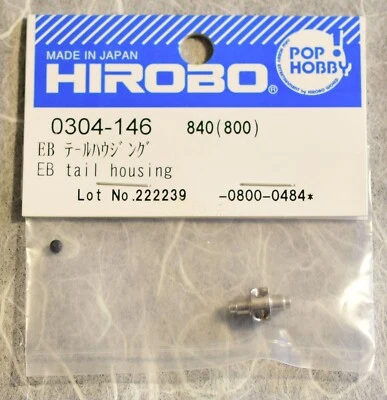 MADE IN JAPAN
HIROBO®
POP
HOBBY
0304-146 840(800)
EB テールハウジング
EB tail housing
Lot No.222239 -0800-0484*